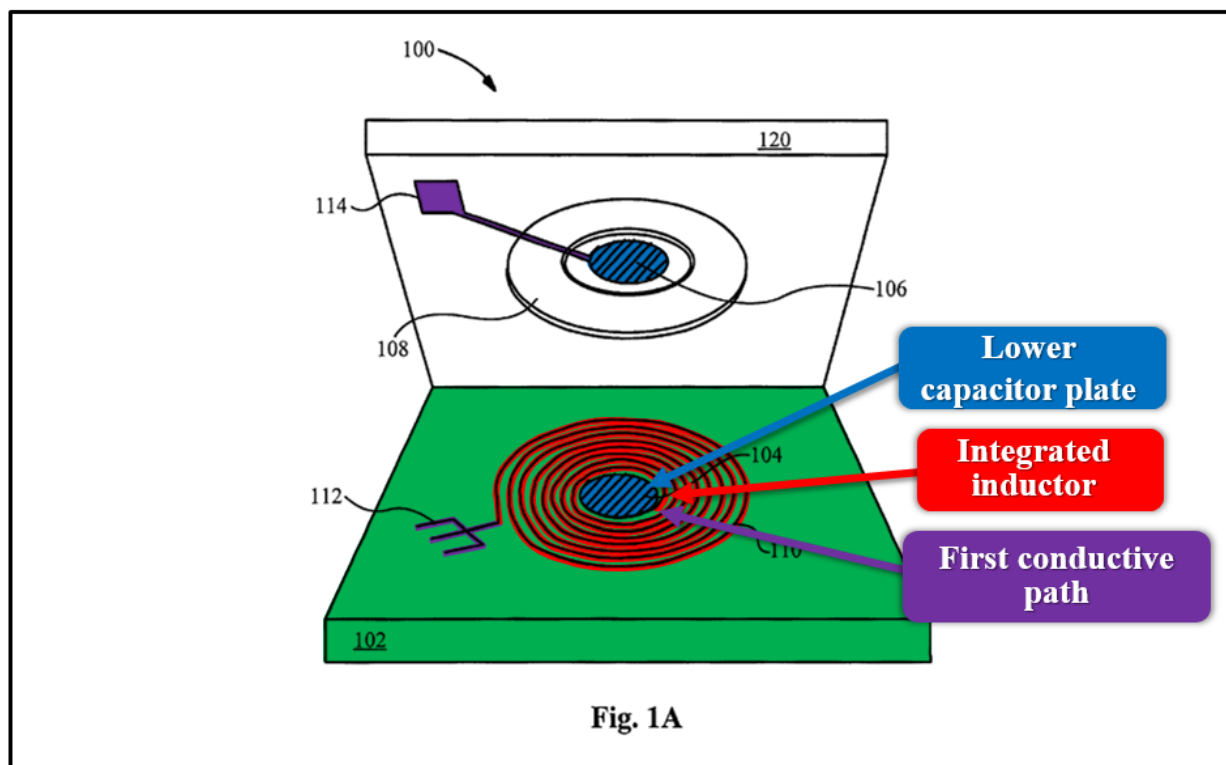 100
120
114
106
108
Lower
capacitor plate
104
Integrated
inductor
112
110
First conductive
path
102
Fig. 1A